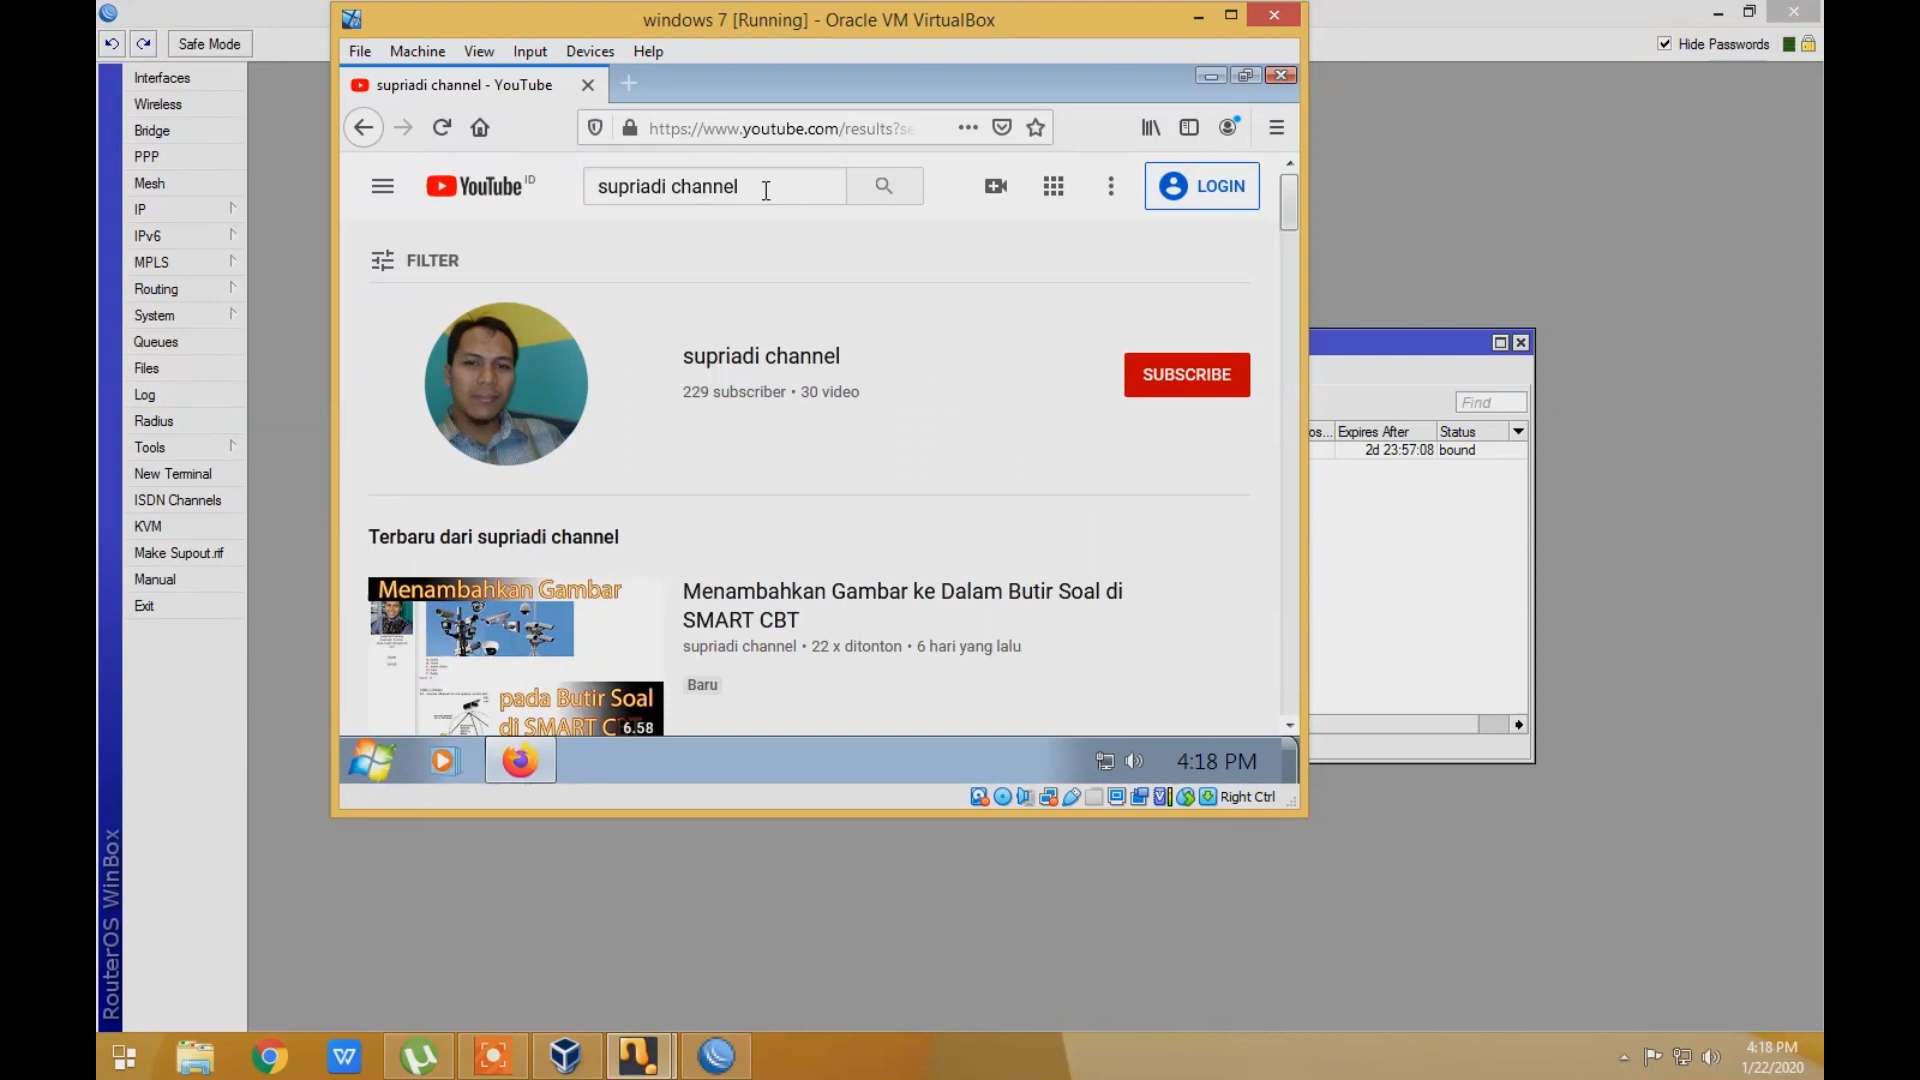 windows 7 [Running] - Oracle VM VirtualBox
Safe Mode
Hide Passwords
File Machine View Input Devices Help
supriadi channel - YouTube
https://www.youtube.com/results?se
YouTube ID
supriadi channel
LOGIN
FILTER
supriadi channel
229 subscriber • 30 video
SUBSCRIBE
Terbaru dari supriadi channel
Menambahkan Gambar
pada Butir Soal
di SMART
6.58
Menambahkan Gambar ke Dalam Butir Soal di
SMART CBT
supriadi channel • 22 x ditonton • 6 hari yang lalu
Baru
4:18 PM
Right Ctrl
Interfaces
Wireless
Bridge
PPP
Mesh
IP
IPv6
MPLS
Routing
System
Queues
Files
Log
Radius
Tools
New Terminal
ISDN Channels
KVM
Make Supout.rif
Manual
Exit
RouterOS WinBox
Find
os... Expires After Status
2d 23:57:08 bound
4:18 PM
1/22/2020